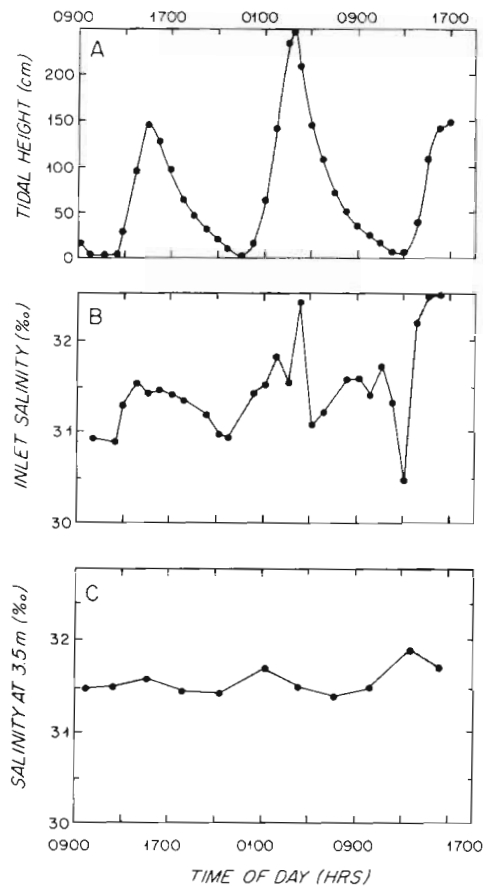 0900 1700 0100 0900 1700
A
200
150
100
50
0
TIDAL HEIGHT (cm)
B
32
31
30
INLET SALINITY (‰)
C
32
31
30
SALINITY AT 3.5m (‰)
0900 1700 0100 0900 1700
TIME OF DAY (HRS)